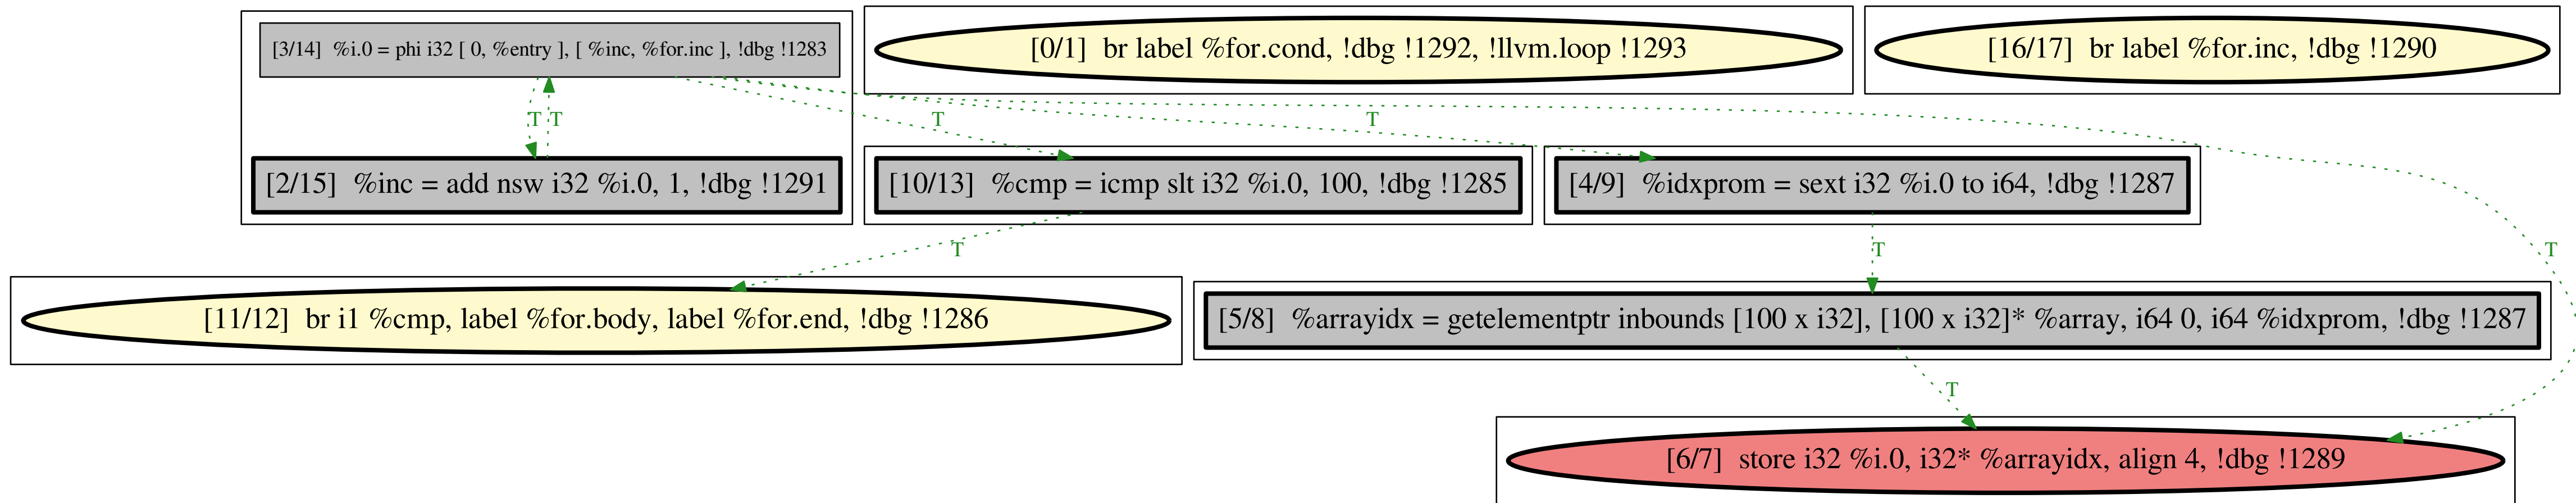 [3/14] %i.0 = phi i32 [ 0, %entry ], [ %inc, %for.inc ], !dbg !1283
[0/1] br label %for.cond, !dbg !1292, !llvm.loop !1293
[16/17] br label %for.inc, !dbg !1290
T
T
T
T
[2/15] %inc = add nsw i32 %i.0, 1, !dbg !1291
[10/13] %cmp = icmp slt i32 %i.0, 100, !dbg !1285
[4/9] %idxprom = sext i32 %i.0 to i64, !dbg !1287
T
T
T
[11/12] br i1 %cmp, label %for.body, label %for.end, !dbg !1286
[5/8] %arrayidx = getelementptr inbounds [100 x i32], [100 x i32]* %array, i64 0, i64 %idxprom, !dbg !1287
T
[6/7] store i32 %i.0, i32* %arrayidx, align 4, !dbg !1289